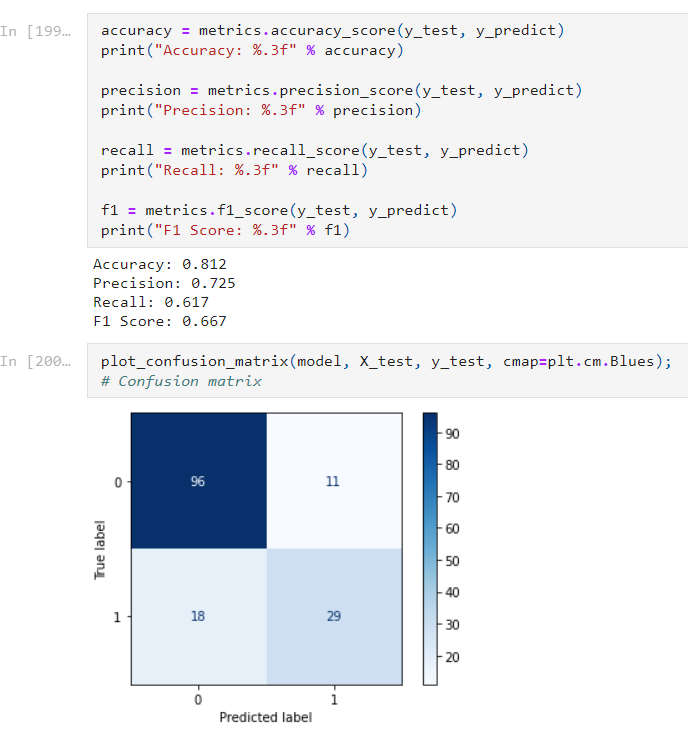 In [199…
accuracy = metrics.accuracy_score(y_test, y_predict)
print("Accuracy: %.3f" % accuracy)
precision = metrics.precision_score(y_test, y_predict)
print("Precision: %.3f" % precision)
recall = metrics.recall_score(y_test, y_predict)
print("Recall: %.3f" % recall)
f1 = metrics.f1_score(y_test, y_predict)
print("F1 Score: %.3f" % f1)
Accuracy: 0.812
Precision: 0.725
Recall: 0.617
F1 Score: 0.667
In [200…
plot_confusion_matrix(model, X_test, y_test, cmap=plt.cm.Blues);
# Confusion matrix
90
80
70
60
50
40
30
20
True label
0
96
11
1
18
29
0
1
Predicted label